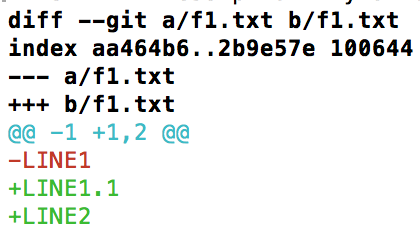 diff --git a/f1.txt b/f1.txt
index aa464b6..2b9e57e 100644
--- a/f1.txt
+++ b/f1.txt
@@ -1 +1,2 @@
-LINE1
+LINE1.1
+LINE2